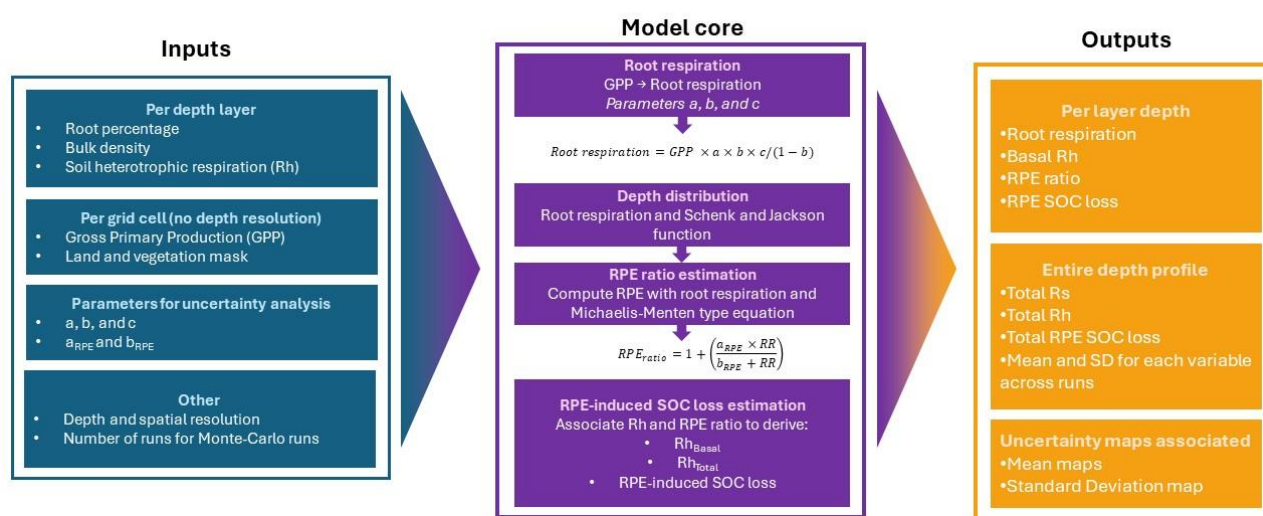 Inputs
Per depth layer
• Root percentage
• Bulk density
• Soil heterotrophic respiration (Rh)
Per grid cell (no depth resolution)
• Gross Primary Production (GPP)
• Land and vegetation mask
Parameters for uncertainty analysis
• a, b, and c
• aRPE and bRPE
Other
• Depth and spatial resolution
• Number of runs for Monte-Carlo runs
Model core
Root respiration
GPP → Root respiration
Parameters a, b, and c
Root respiration = GPP × a × b × c/(1 − b)
Depth distribution
Root respiration and Schenk and Jackson
function
RPE ratio estimation
Compute RPE with root respiration and
Michaelis-Menten type equation
RPEratio = 1 + (aRPE × RR / bRPE + RR)
RPE-induced SOC loss estimation
Associate Rh and RPE ratio to derive:
• RhBasal
• RhTotal
• RPE-induced SOC loss
Outputs
Per layer depth
•Root respiration
•Basal Rh
•RPE ratio
•RPE SOC loss
Entire depth profile
•Total Rs
•Total Rh
•Total RPE SOC loss
•Mean and SD for each variable
across runs
Uncertainty maps associated
•Mean maps
•Standard Deviation map